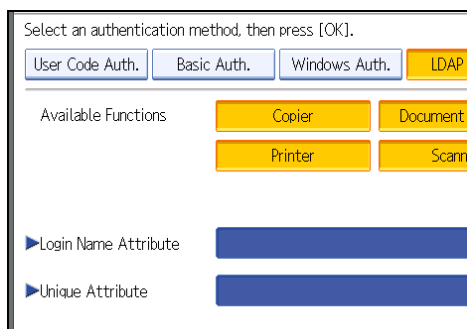 Select an authentication method, then press [OK].
User Code Auth. Basic Auth. Windows Auth. LDAP
Available Functions Copier Document
Printer Scann
▶Login Name Attribute
▶Unique Attribute